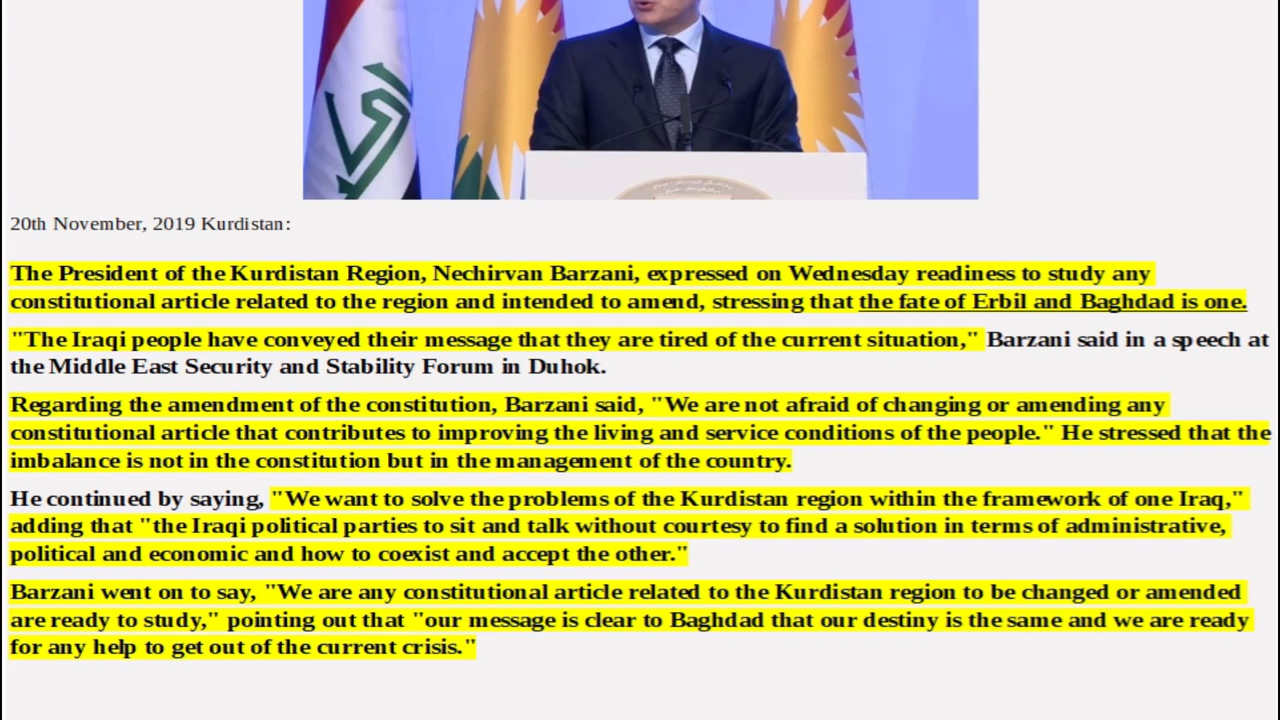 20th November, 2019 Kurdistan:
The President of the Kurdistan Region, Nechirvan Barzani, expressed on Wednesday readiness to study any
constitutional article related to the region and intended to amend, stressing that the fate of Erbil and Baghdad is one.
"The Iraqi people have conveyed their message that they are tired of the current situation," Barzani said in a speech at
the Middle East Security and Stability Forum in Duhok.
Regarding the amendment of the constitution, Barzani said, "We are not afraid of changing or amending any
constitutional article that contributes to improving the living and service conditions of the people." He stressed that the
imbalance is not in the constitution but in the management of the country.
He continued by saying, "We want to solve the problems of the Kurdistan region within the framework of one Iraq,"
adding that "the Iraqi political parties to sit and talk without courtesy to find a solution in terms of administrative,
political and economic and how to coexist and accept the other."
Barzani went on to say, "We are any constitutional article related to the Kurdistan region to be changed or amended
are ready to study," pointing out that "our message is clear to Baghdad that our destiny is the same and we are ready
for any help to get out of the current crisis."